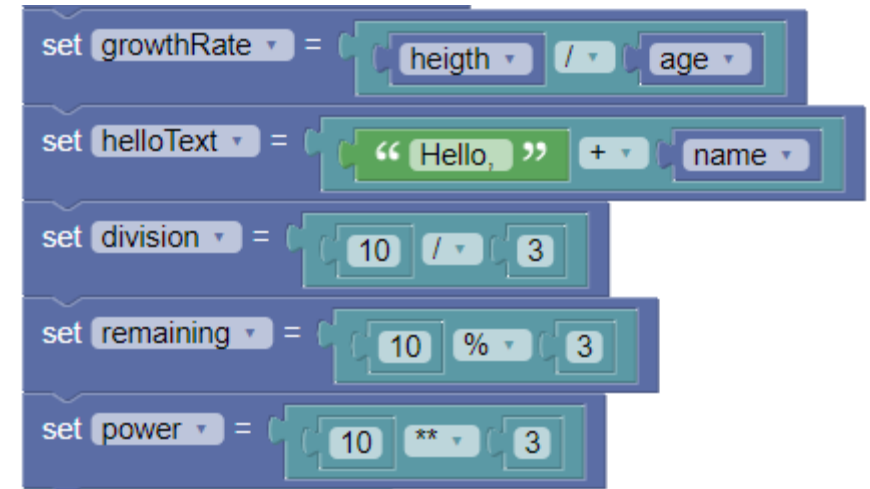 set growthRate = heigth / age
set helloText = “ Hello, ” + name
set division = 10 / 3
set remaining = 10 % 3
set power = 10 ** 3